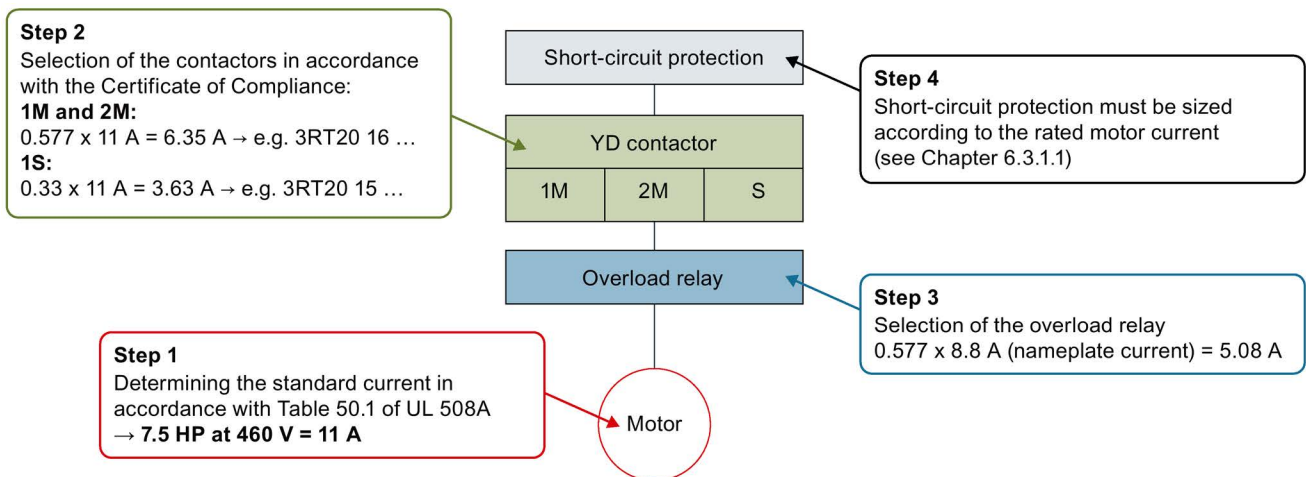 Step 2
Selection of the contactors in accordance
with the Certificate of Compliance:
1M and 2M:
0.577 x 11 A = 6.35 A → e.g. 3RT20 16 …
1S:
0.33 x 11 A = 3.63 A → e.g. 3RT20 15 …
Short-circuit protection
Step 4
Short-circuit protection must be sized
according to the rated motor current
(see Chapter 6.3.1.1)
YD contactor
1M
2M
S
Overload relay
Step 3
Selection of the overload relay
0.577 x 8.8 A (nameplate current) = 5.08 A
Step 1
Determining the standard current in
accordance with Table 50.1 of UL 508A
→ 7.5 HP at 460 V = 11 A
Motor